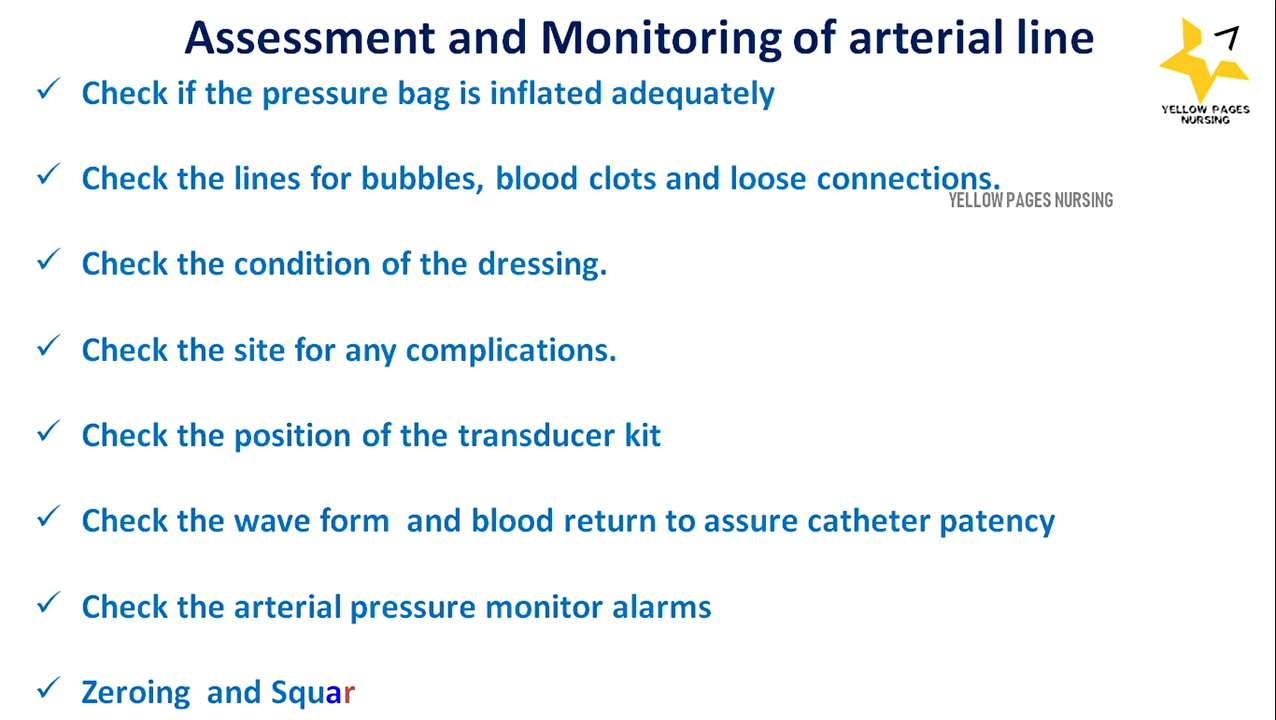 Assessment and Monitoring of arterial line
YELLOW PAGES
NURSING
✓ Check if the pressure bag is inflated adequately
✓ Check the lines for bubbles, blood clots and loose connections.
YELLOW PAGES NURSING
✓ Check the condition of the dressing.
✓ Check the site for any complications.
✓ Check the position of the transducer kit
✓ Check the wave form and blood return to assure catheter patency
✓ Check the arterial pressure monitor alarms
✓ Zeroing and Squar